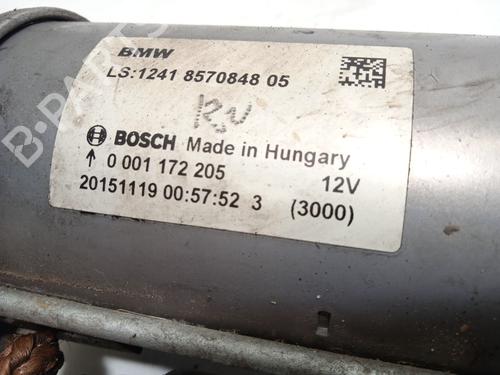 BMW
LS:1241 8570848 05
BOSCH Made in Hungary
0 001 172 205 12V
20151119 00:57:52 3 (3000)
B-PARTS